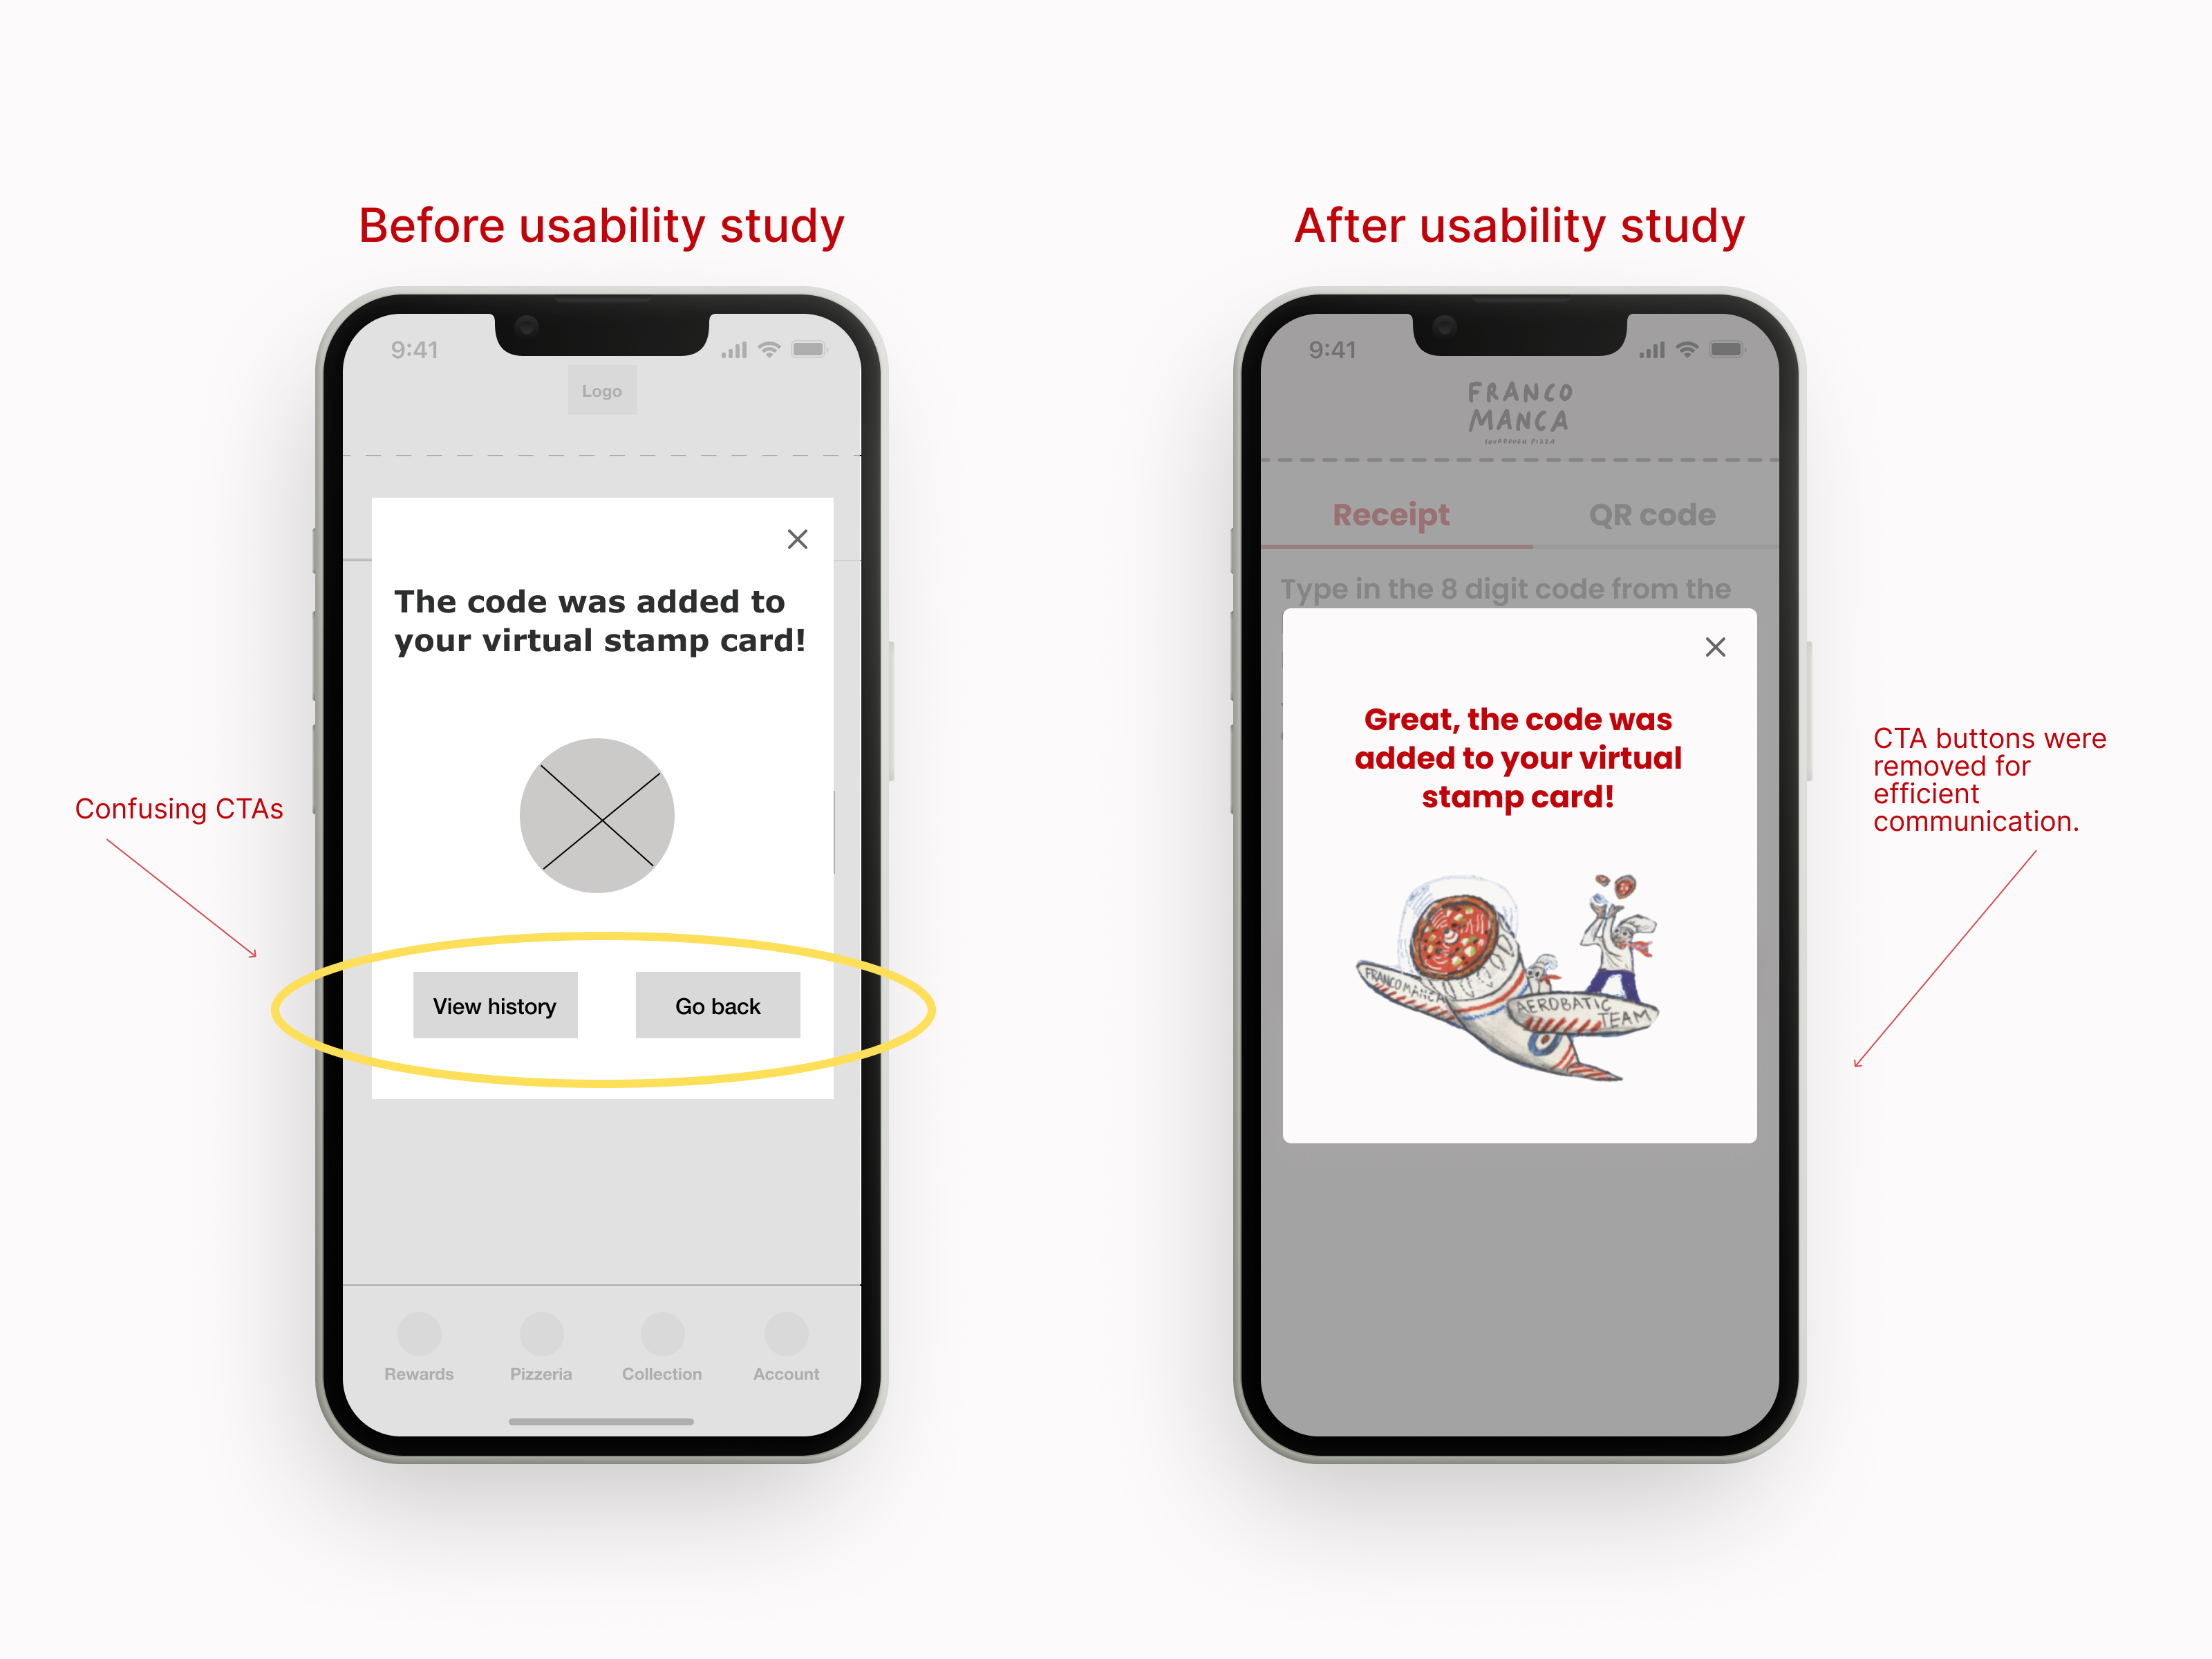 Before usability study
After usability study
9:41
Logo
The code was added to
your virtual stamp card!
Confusing CTAs
View history
Go back
Rewards
Pizzeria
Collection
Account
9:41
FRANCO
MANCA
SOURDOUGH PIZZA
Receipt
QR code
Type in the 8 digit code from the
Great, the code was
added to your virtual
stamp card!
FRANCO MANCA
AEROBATIC
TEAM
CTA buttons were
removed for
efficient
communication.